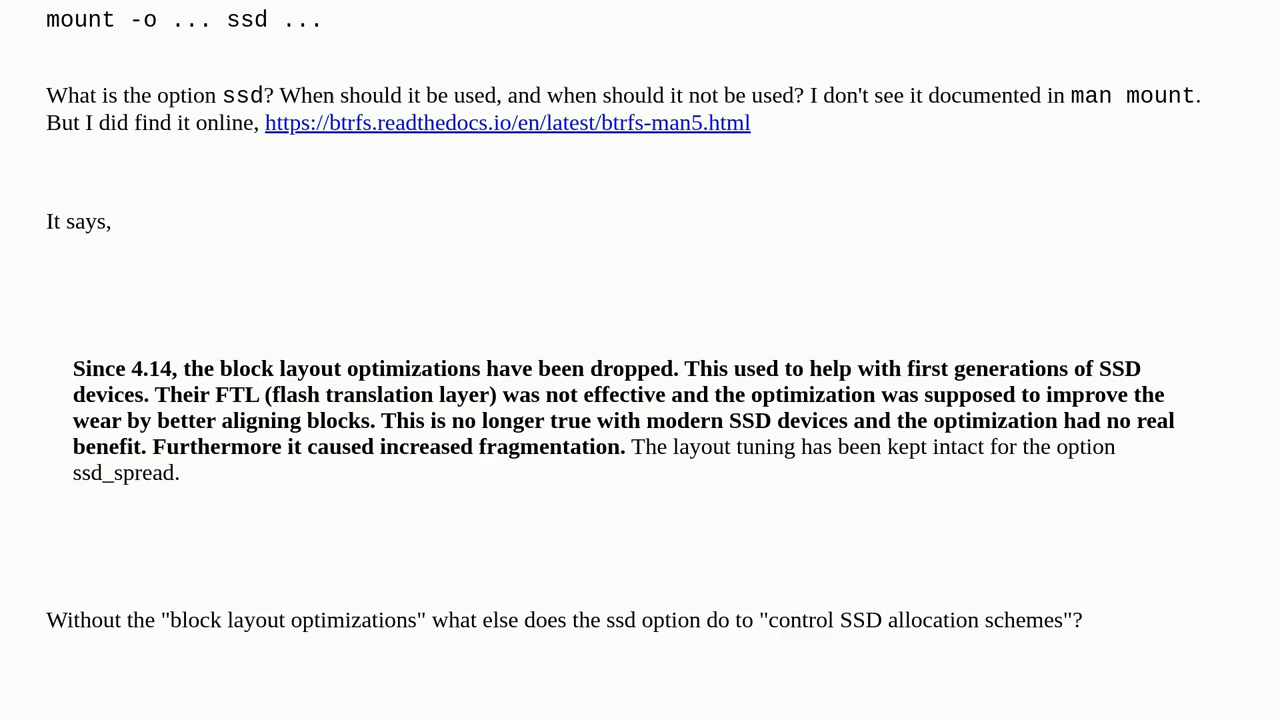 mount -o ... ssd ...
What is the option ssd? When should it be used, and when should it not be used? I don't see it documented in man mount.
But I did find it online, https://btrfs.readthedocs.io/en/latest/btrfs-man5.html
It says,
Since 4.14, the block layout optimizations have been dropped. This used to help with first generations of SSD
devices. Their FTL (flash translation layer) was not effective and the optimization was supposed to improve the
wear by better aligning blocks. This is no longer true with modern SSD devices and the optimization had no real
benefit. Furthermore it caused increased fragmentation. The layout tuning has been kept intact for the option
ssd_spread.
Without the "block layout optimizations" what else does the ssd option do to "control SSD allocation schemes"?